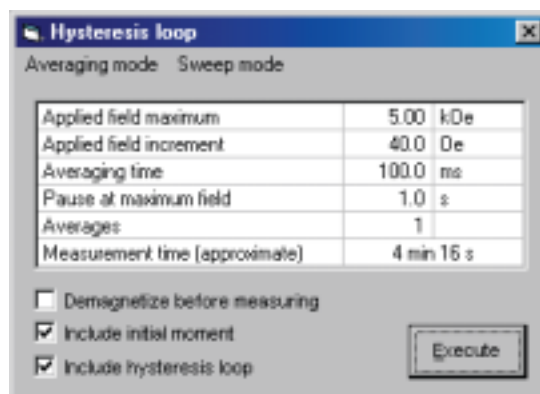 Hysteresis loop
Averaging mode Sweep mode
Applied field maximum 5.00 kOe
Applied field increment 40.0 Oe
Averaging time 100.0 ms
Pause at maximum field 1.0 s
Averages 1
Measurement time (approximate) 4 min 16 s
Demagnetize before measuring
Include initial moment
Include hysteresis loop
Execute